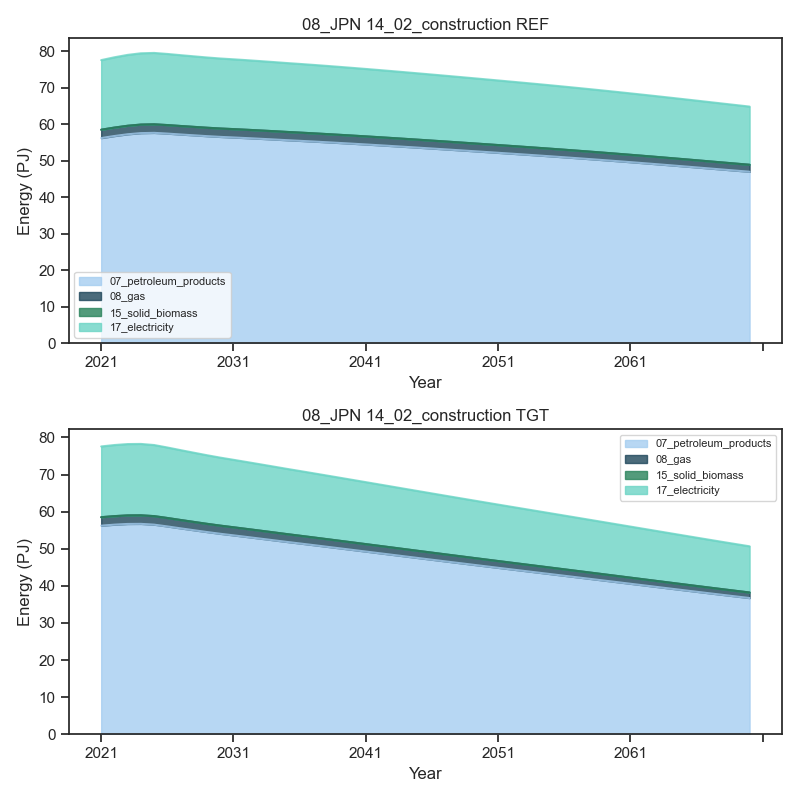 08_JPN 14_02_construction REF
80
70
60
50
40
30
20
10
0
Energy (PJ)
07_petroleum_products
08_gas
15_solid_biomass
17_electricity
2021 2031 2041 2051 2061
Year
08_JPN 14_02_construction TGT
80
70
60
50
40
30
20
10
0
Energy (PJ)
07_petroleum_products
08_gas
15_solid_biomass
17_electricity
2021 2031 2041 2051 2061
Year